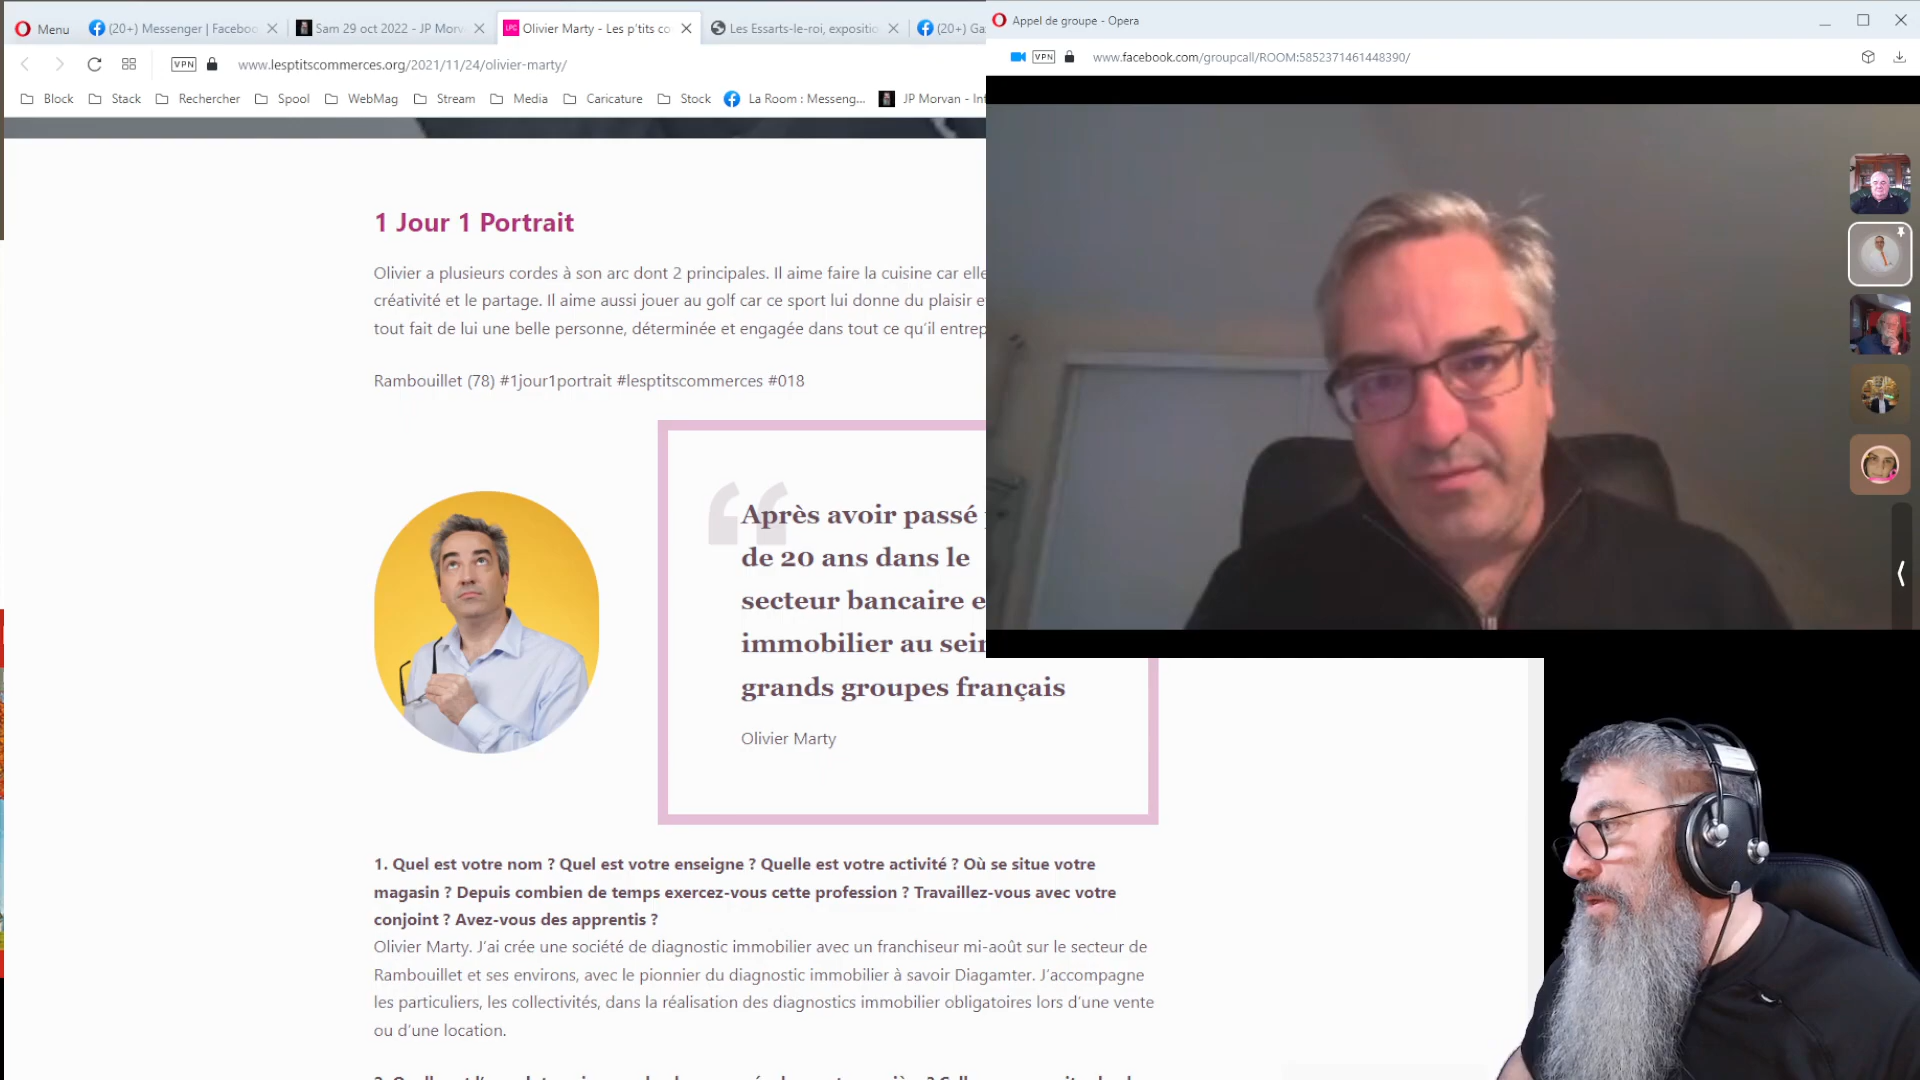 Menu
(20+) Messenger | Faceboo
Sam 29 oct 2022 - JP Morv
LPC Olivier Marty - Les p'tits co
Les Essarts-le-roi, expositio
(20+) Ga
Appel de groupe - Opera
VPN
www.lesptitscommerces.org/2021/11/24/olivier-marty/
VPN
www.facebook.com/groupcall/ROOM:5852371461448390/
Block
Stack
Rechercher
Spool
WebMag
Stream
Media
Caricature
Stock
La Room : Messeng...
JP Morvan - Inf
1 Jour 1 Portrait
Olivier a plusieurs cordes à son arc dont 2 principales. Il aime faire la cuisine car elle
créativité et le partage. Il aime aussi jouer au golf car ce sport lui donne du plaisir e
tout fait de lui une belle personne, déterminée et engagée dans tout ce qu'il entrep
Rambouillet (78) #1jour1portrait #lesptitscommerces #018
“
Après avoir passé
de 20 ans dans le
secteur bancaire e
immobilier au sein
grands groupes français
Olivier Marty
1. Quel est votre nom ? Quel est votre enseigne ? Quelle est votre activité ? Où se situe votre
magasin ? Depuis combien de temps exercez-vous cette profession ? Travaillez-vous avec votre
conjoint ? Avez-vous des apprentis ?
Olivier Marty. J'ai crée une société de diagnostic immobilier avec un franchiseur mi-août sur le secteur de
Rambouillet et ses environs, avec le pionnier du diagnostic immobilier à savoir Diagamter. J'accompagne
les particuliers, les collectivités, dans la réalisation des diagnostics immobilier obligatoires lors d'une vente
ou d'une location.